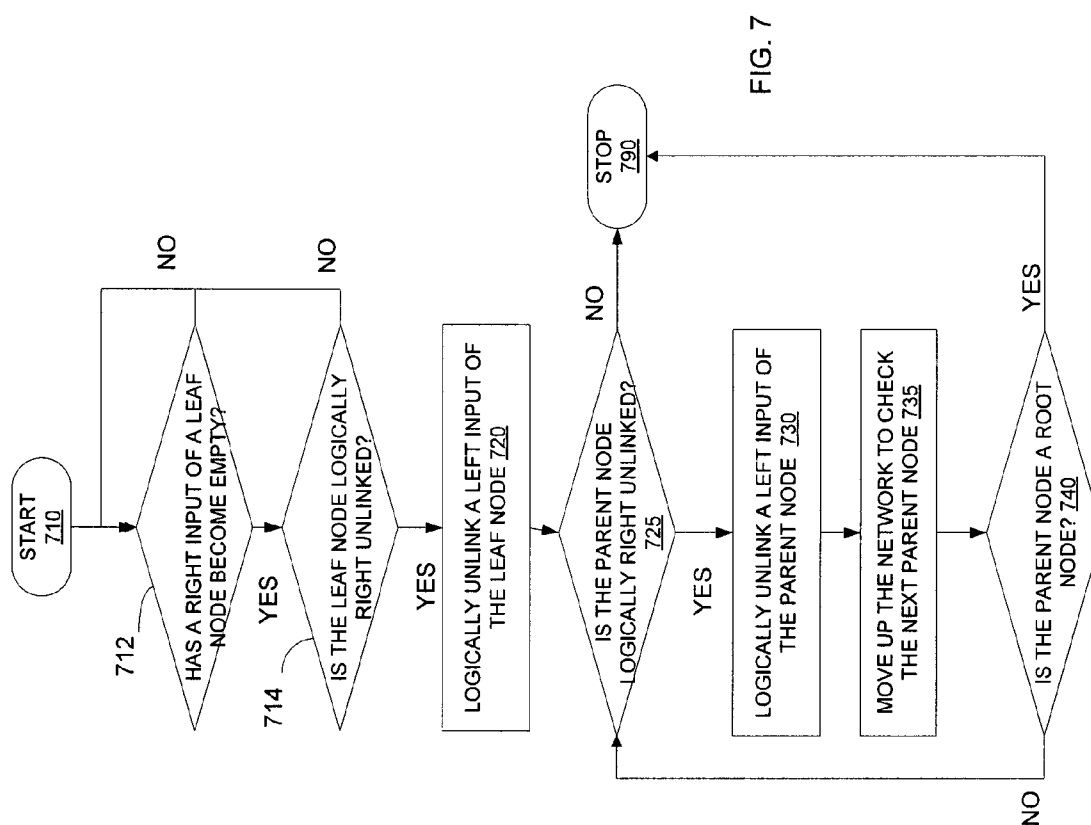 START
710
712
HAS A RIGHT INPUT OF A LEAF
NODE BECOME EMPTY?
NO
YES
714
IS THE LEAF NODE LOGICALLY
RIGHT UNLINKED?
NO
YES
LOGICALLY UNLINK A LEFT INPUT OF
THE LEAF NODE 720
IS THE PARENT NODE
LOGICALLY RIGHT UNLINKED?
725
NO
STOP
790
YES
LOGICALLY UNLINK A LEFT INPUT OF
THE PARENT NODE 730
MOVE UP THE NETWORK TO CHECK
THE NEXT PARENT NODE 735
IS THE PARENT NODE A ROOT
NODE? 740
YES
NO
FIG. 7